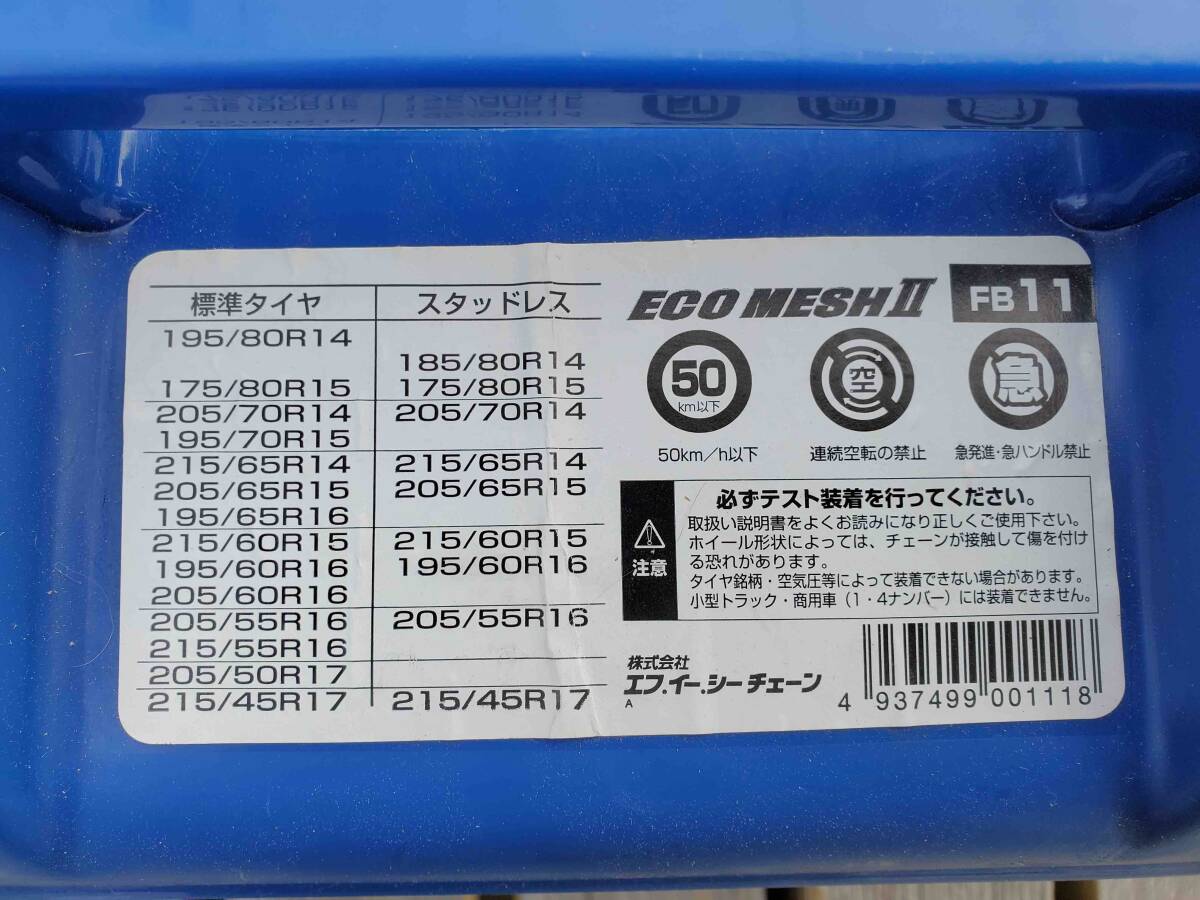 標準タイヤ スタッドレス
195/80R14
185/80R14
175/80R15 175/80R15
205/70R14 205/70R14
195/70R15
215/65R14 215/65R14
205/65R15 205/65R15
195/65R16
215/60R15 215/60R15
195/60R16 195/60R16
205/60R16
205/55R16 205/55R16
215/55R16
205/50R17
215/45R17 215/45R17
ECO MESH II FB11
50
km以下
空
急
50km/h以下 連続空転の禁止 急発進・急ハンドル禁止
注意
必ずテスト装着を行ってください。
取扱い説明書をよくお読みになり正しくご使用下さい。
ホイール形状によっては、チェーンが接触して傷を付け
る恐れがあります。
タイヤ銘柄・空気圧等によって装着できない場合があります。
小型トラック・商用車(1・4ナンバー)には装着できません。
株式会社
エフ.イー.シーチェーン
A
4 937499 001118